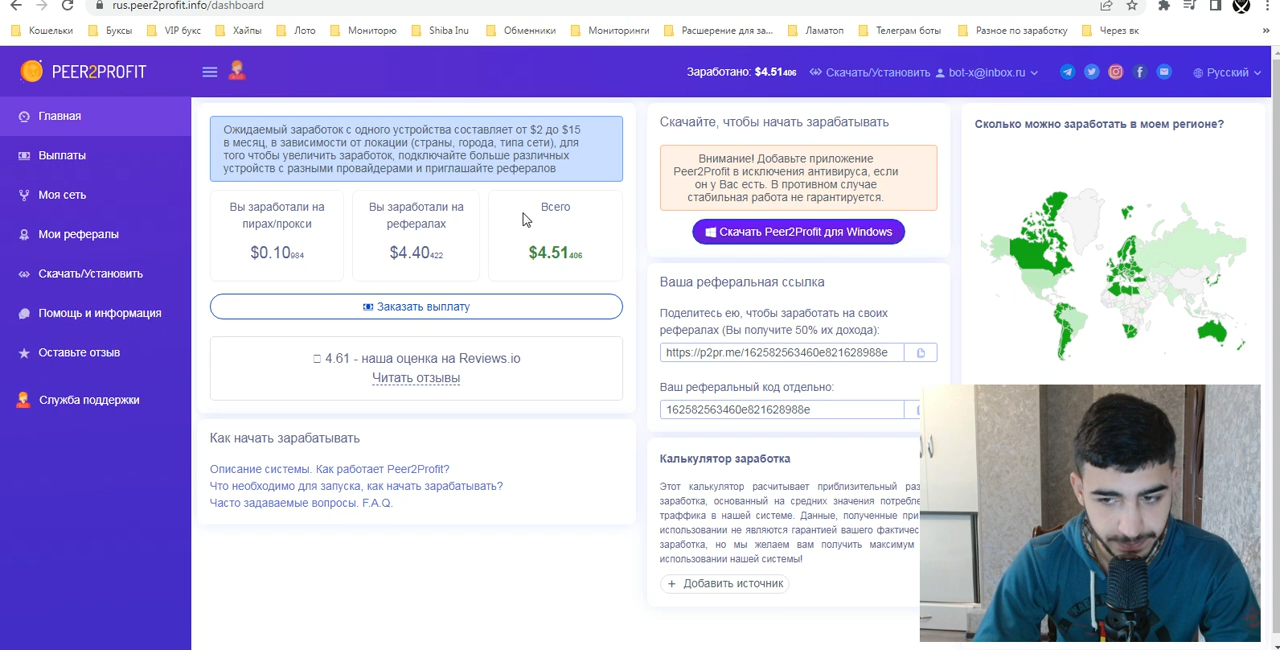 rus.peer2profit.info/dashboard
Кошельки Буксы VIP букс Хайпы Лото Мониторю Shiba Inu Обменники Мониторинги Расширение для за... Ламатоп Телеграм боты Разное по заработку Через вк »
PEER2PROFIT
Заработано: $4.51406 Скачать/Установить bot-x@inbox.ru Русский
Главная
Выплаты
Моя сеть
Мои рефералы
Скачать/Установить
Помощь и информация
Оставьте отзыв
Служба поддержки
Ожидаемый заработок с одного устройства составляет от $2 до $15
в месяц, в зависимости от локации (страны, города, типа сети), для
того чтобы увеличить заработок, подключайте больше различных
устройств с разными провайдерами и приглашайте рефералов
Вы заработали на
пирах/прокси
$0.10984
Вы заработали на
рефералах
$4.40422
Всего
$4.51406
Заказать выплату
4.61 - наша оценка на Reviews.io
Читать отзывы
Как начать зарабатывать
Описание системы. Как работает Peer2Profit?
Что необходимо для запуска, как начать зарабатывать?
Часто задаваемые вопросы. F.A.Q.
Скачайте, чтобы начать зарабатывать
Внимание! Добавьте приложение
Peer2Profit в исключения антивируса, если
он у Вас есть. В противном случае
стабильная работа не гарантируется.
Скачать Peer2Profit для Windows
Ваша реферальная ссылка
Поделитесь ею, чтобы заработать на своих
рефералах (Вы получите 50% их дохода):
https://p2pr.me/162582563460e821628988e
Ваш реферальный код отдельно:
162582563460e821628988e
Калькулятор заработка
Этот калькулятор расчитывает приблизительный раз
заработка, основанный на средних значения потребле
траффика в нашей системе. Данные, полученные при
использовании не являются гарантией вашего фактичес
заработка, но мы желаем вам получить максимум
использовании нашей системы!
+ Добавить источник
Сколько можно заработать в моем регионе?